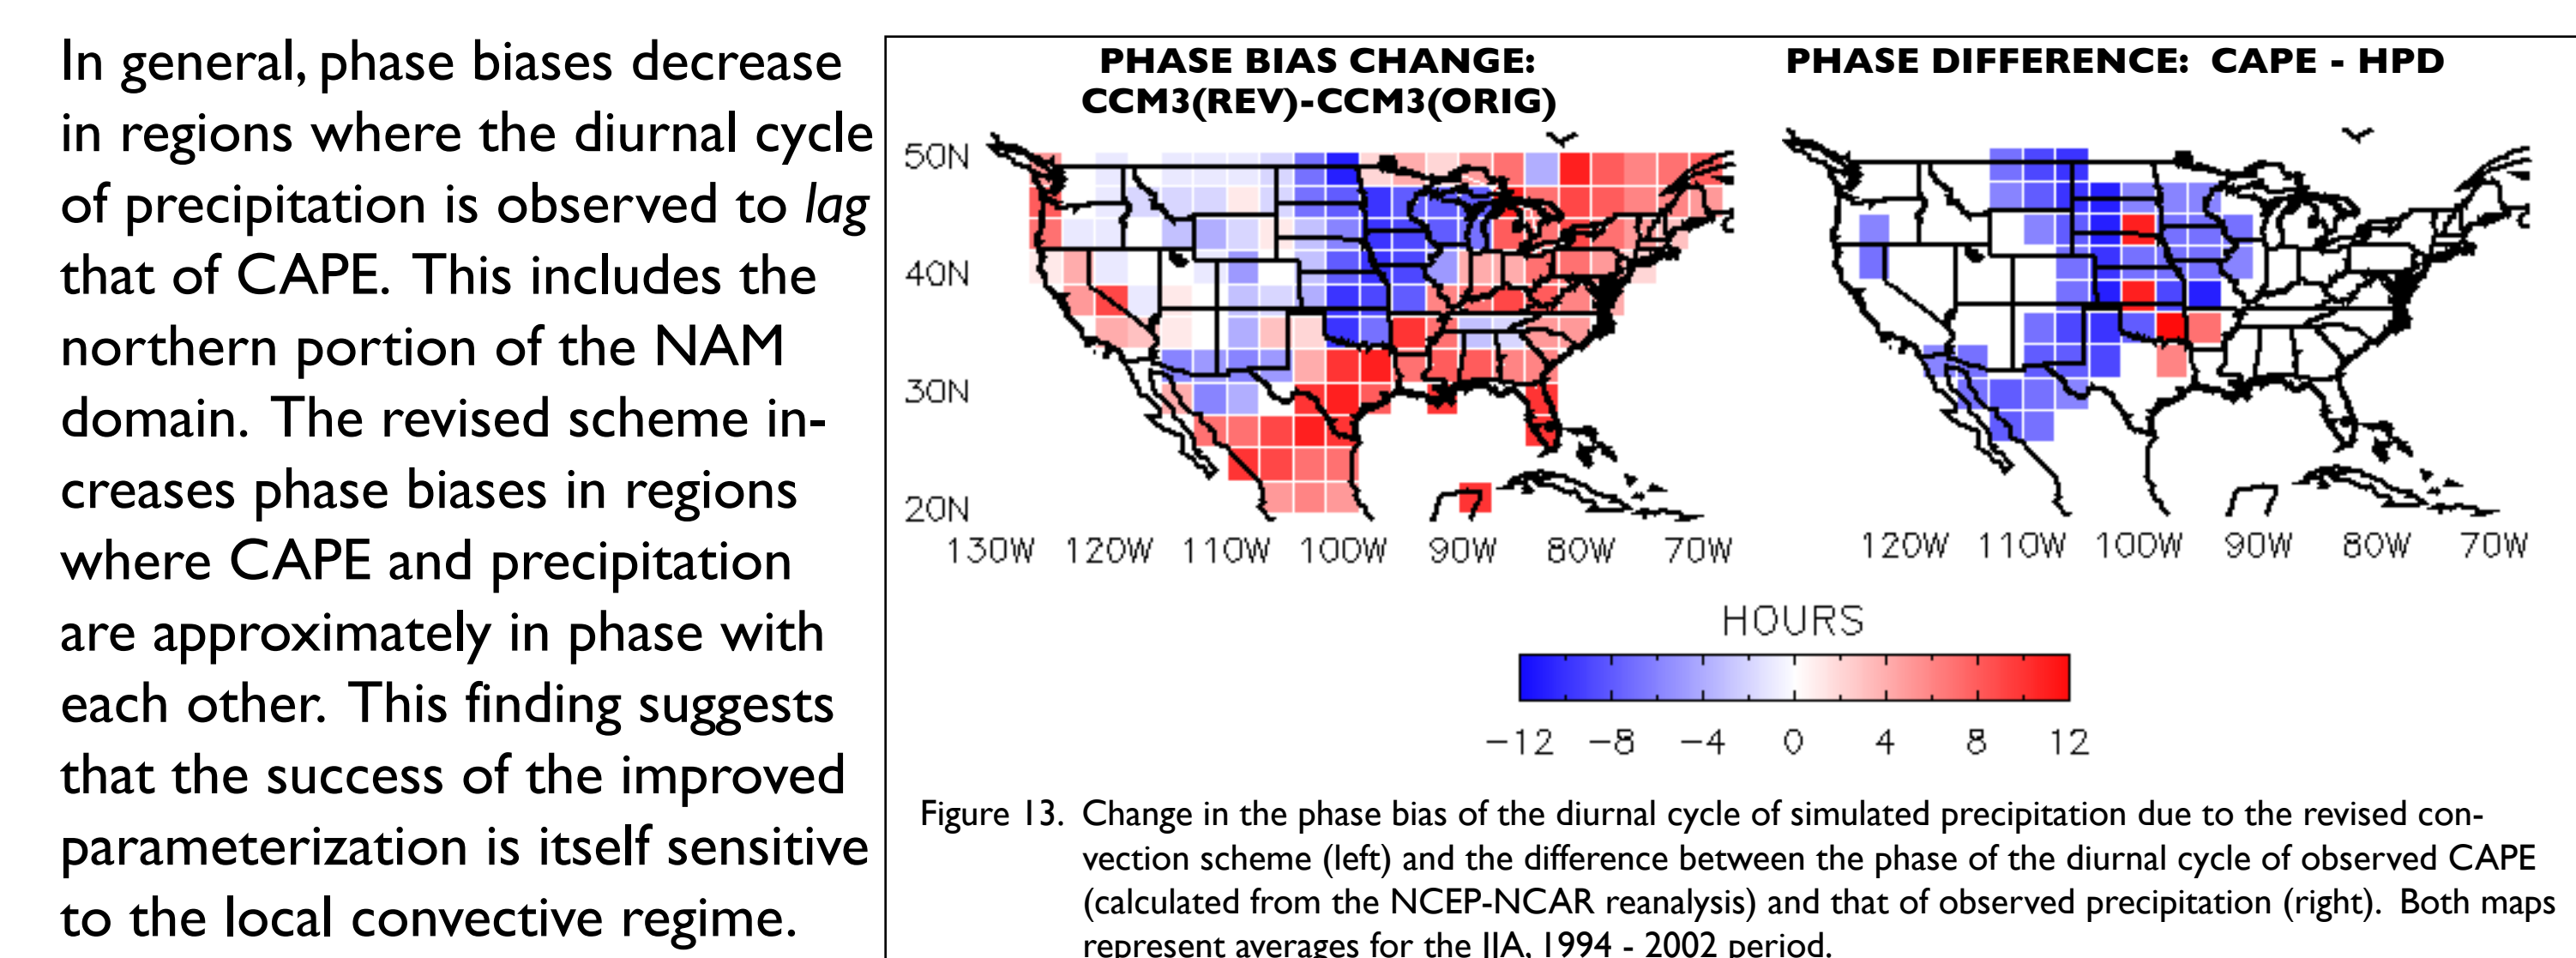 In general, phase biases decrease
in regions where the diurnal cycle
of precipitation is observed to lag
that of CAPE. This includes the
northern portion of the NAM
domain. The revised scheme in-
creases phase biases in regions
where CAPE and precipitation
are approximately in phase with
each other. This finding suggests
that the success of the improved
parameterization is itself sensitive
to the local convective regime.
PHASE BIAS CHANGE:
CCM3(REV)-CCM3(ORIG)
50N
40N
30N
20N
130W 120W 110W 100W 90W 80W 70W
PHASE DIFFERENCE: CAPE - HPD
120W 110W 100W 90W 80W 70W
HOURS
-12 -8 -4 0 4 8 12
Figure 13. Change in the phase bias of the diurnal cycle of simulated precipitation due to the revised con-
vection scheme (left) and the difference between the phase of the diurnal cycle of observed CAPE
(calculated from the NCEP-NCAR reanalysis) and that of observed precipitation (right). Both maps
represent averages for the JJA, 1994 - 2002 period.